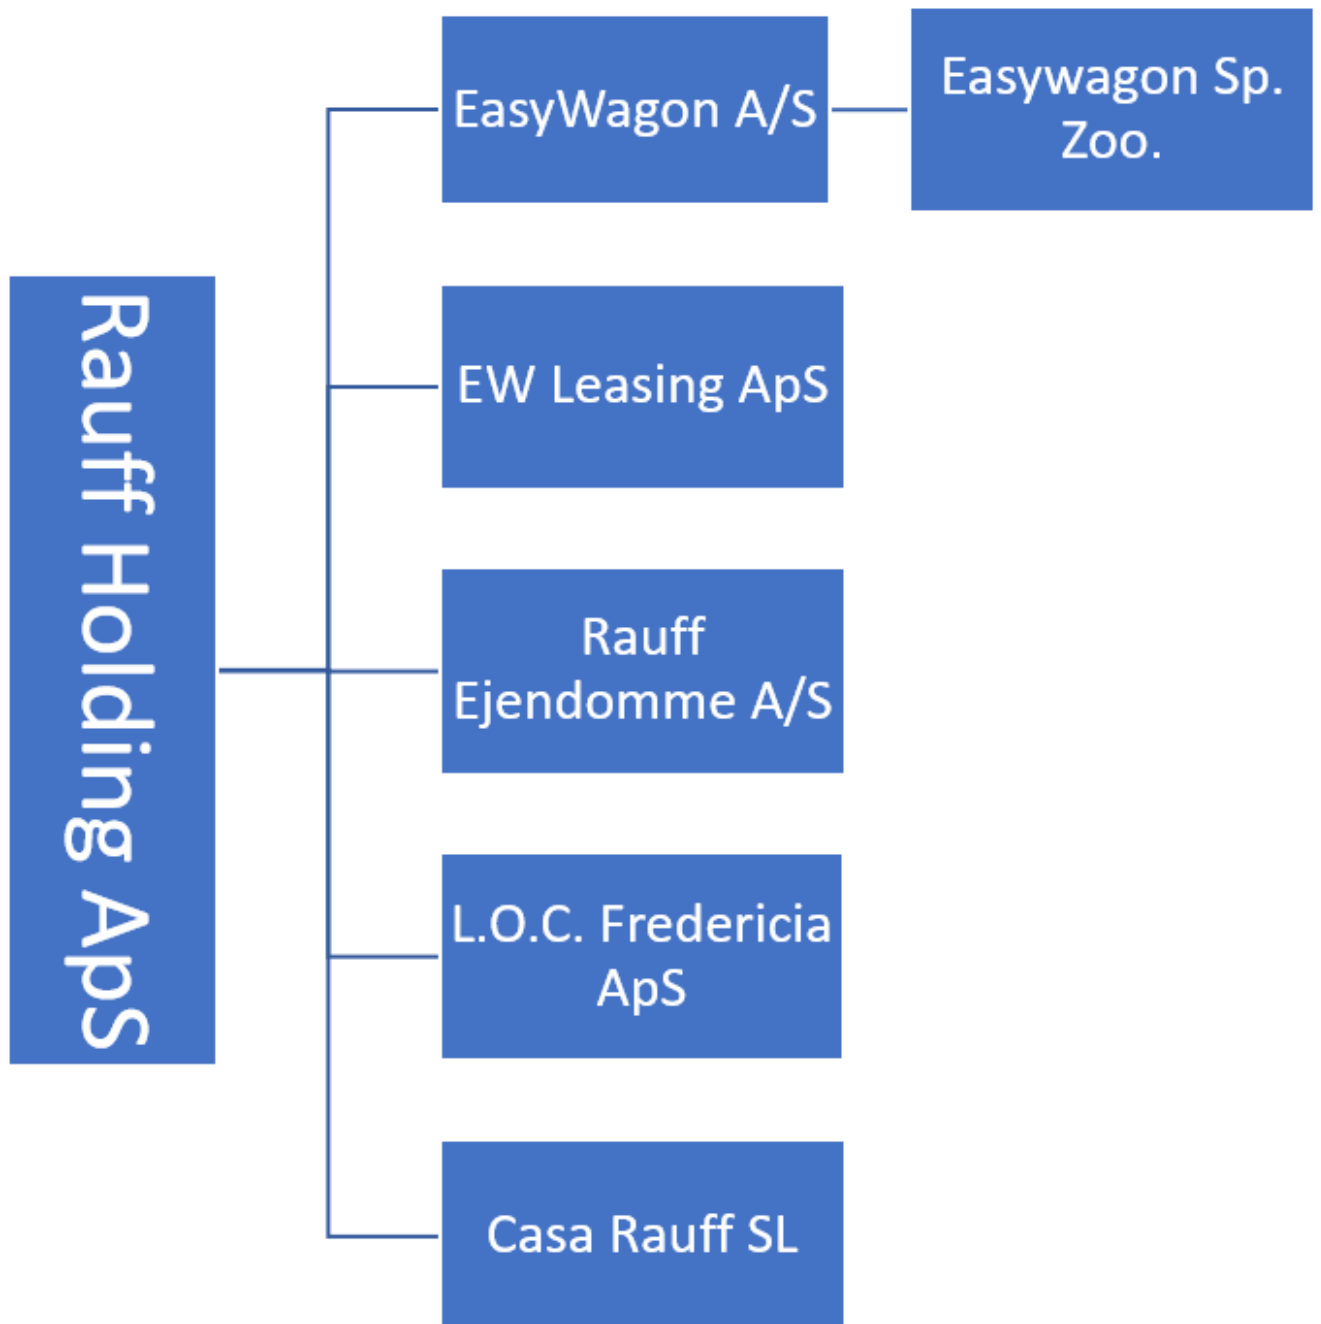 Rauff Holding ApS
EasyWagon A/S
Easywagon Sp.
Zoo.
EW Leasing ApS
Rauff
Ejendomme A/S
L.O.C. Fredericia
ApS
Casa Rauff SL